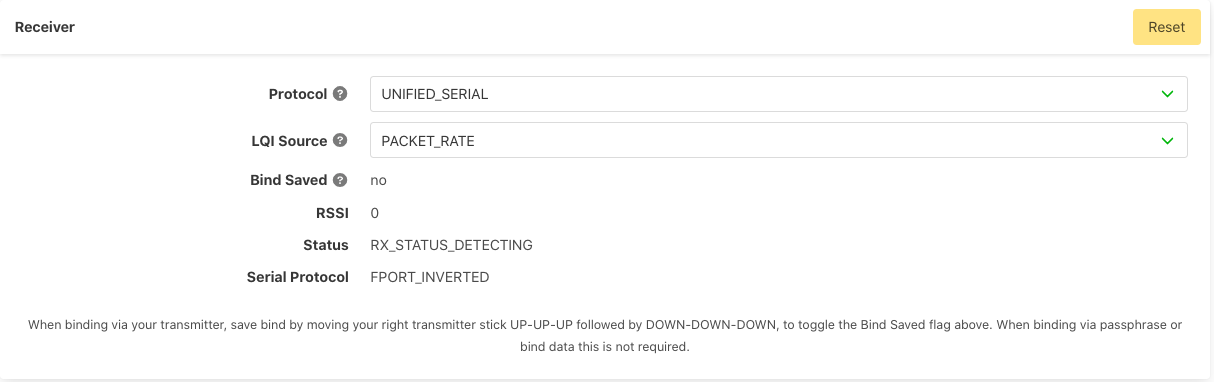 Receiver
Reset
Protocol ?
UNIFIED_SERIAL
LQI Source ?
PACKET_RATE
Bind Saved ?
no
RSSI
0
Status
RX_STATUS_DETECTING
Serial Protocol
FPORT_INVERTED
When binding via your transmitter, save bind by moving your right transmitter stick UP-UP-UP followed by DOWN-DOWN-DOWN, to toggle the Bind Saved flag above. When binding via passphrase or
bind data this is not required.